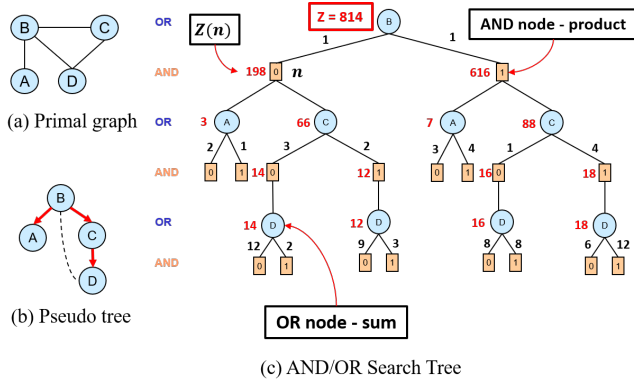 OR
Z = 814
B
AND node - product
B
C
Z(n)
1
1
AND
198
0
n
616
1
A
D
(a) Primal graph
OR
3
A
66
C
7
A
88
C
2
1
3
2
3
4
1
4
AND
0
1
14
0
12
1
0
1
16
0
18
1
B
A
C
D
OR
14
D
12
D
16
D
18
D
12
2
9
3
8
8
6
12
AND
0
1
0
1
0
1
0
1
(b) Pseudo tree
OR node - sum
(c) AND/OR Search Tree